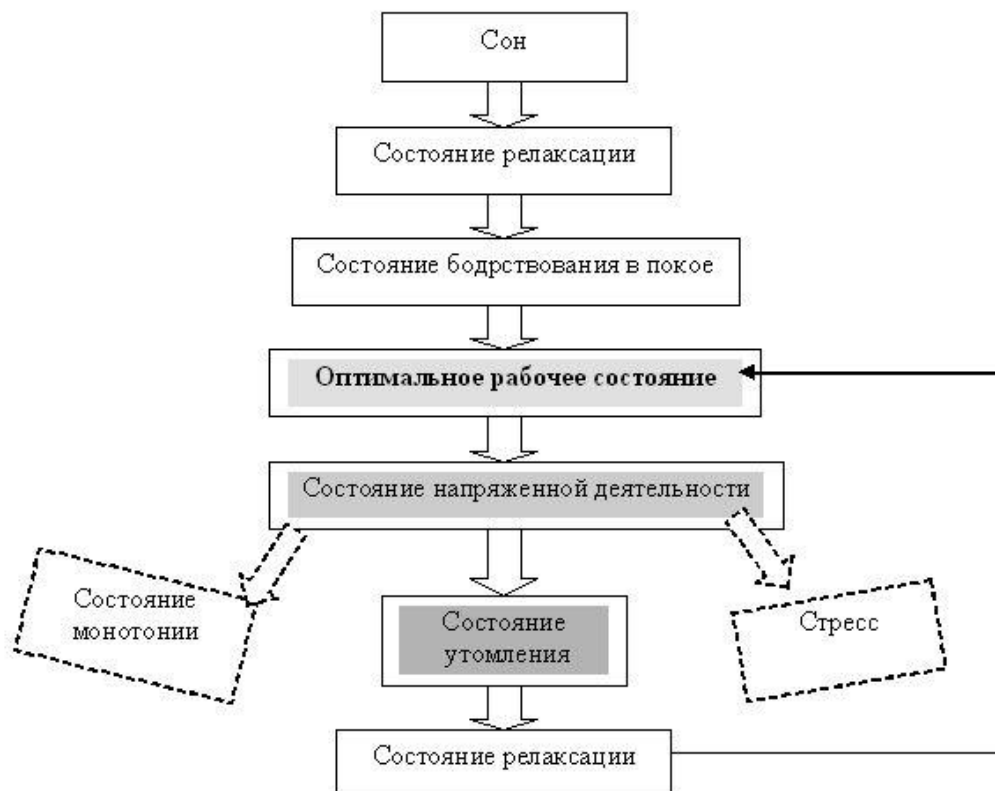 Сон
Состояние релаксации
Состояние бодрствования в покое
Оптимальное рабочее состояние
Состояние напряженной деятельности
Состояние
монотонии
Состояние
утомления
Стресс
Состояние релаксации